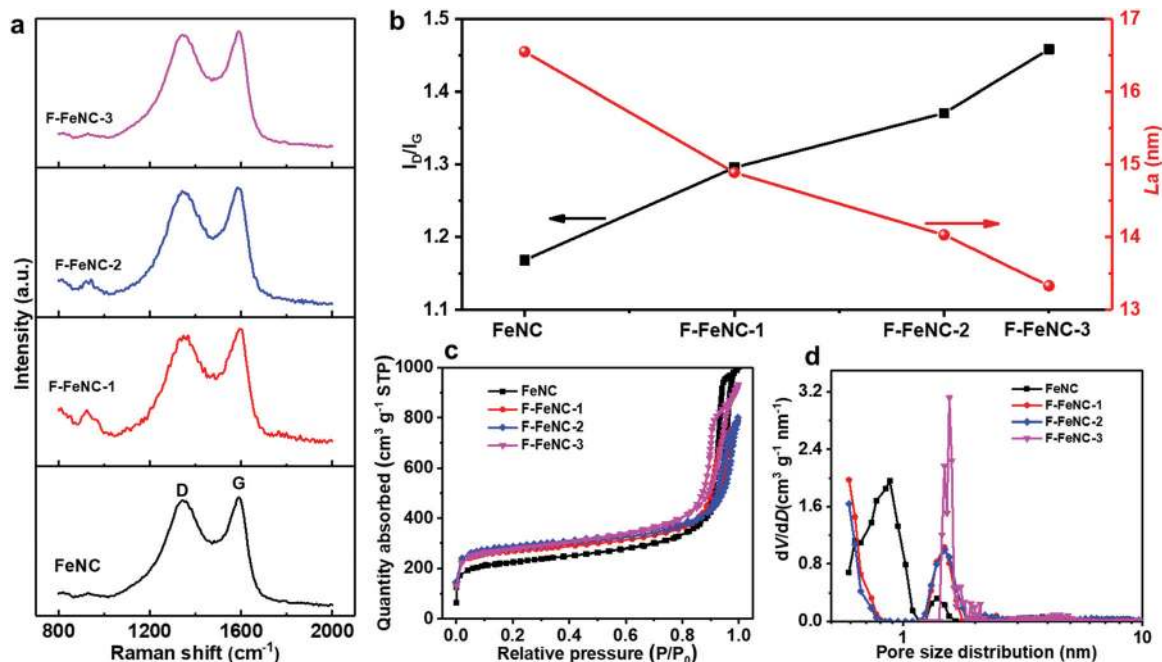 a
F-FeNC-3
F-FeNC-2
F-FeNC-1
D
G
FeNC
Intensity (a.u.)
800 1200 1600 2000
Raman shift (cm-1)
b
1.5
1.4
1.3
1.2
1.1
ID/IG
17
16
15
14
13
La (nm)
FeNC F-FeNC-1 F-FeNC-2 F-FeNC-3
c
1000
800
600
400
200
0
Quantity absorbed (cm3 g-1 STP)
FeNC
F-FeNC-1
F-FeNC-2
F-FeNC-3
0.0 0.2 0.4 0.6 0.8 1.0
Relative pressure (P/P0)
d
3.2
2.4
1.6
0.8
0.0
dV/dD(cm3 g-1 nm-1)
FeNC
F-FeNC-1
F-FeNC-2
F-FeNC-3
1 10
Pore size distribution (nm)